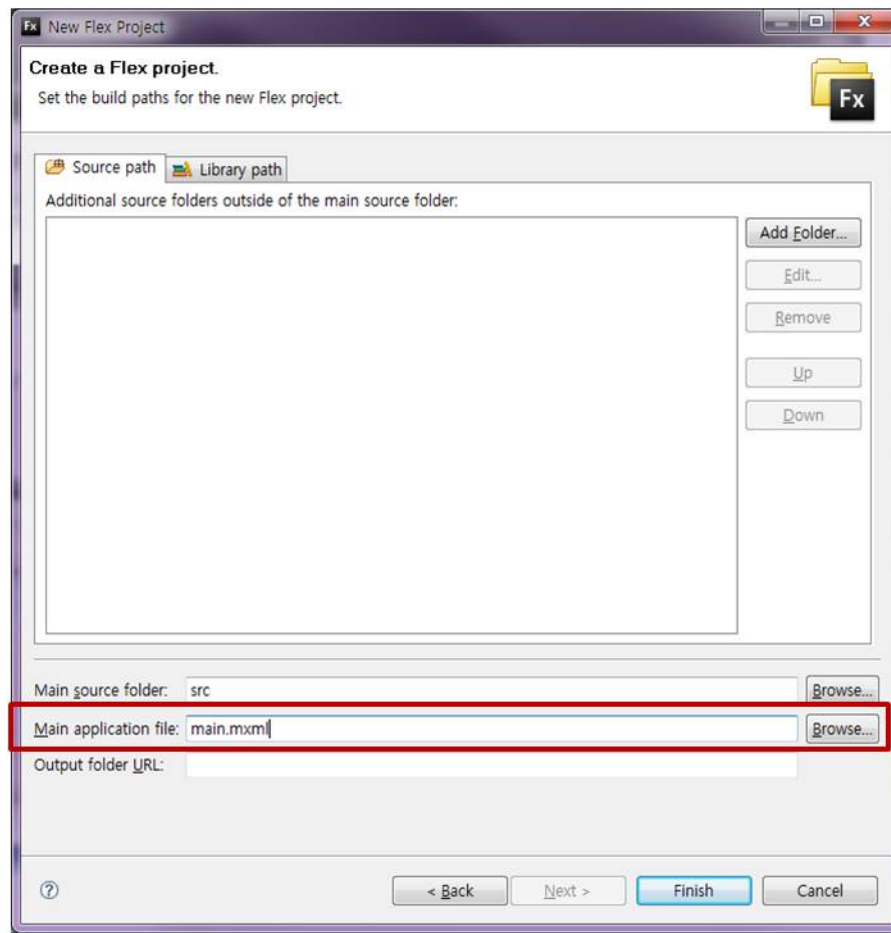 Fx New Flex Project
Create a Flex project.
Set the build paths for the new Flex project.
Fx
Source path Library path
Additional source folders outside of the main source folder:
Add Folder...
Edit...
Remove
Up
Down
Main source folder: src Browse...
Main application file: main.mxml Browse...
Output folder URL:
? < Back Next > Finish Cancel